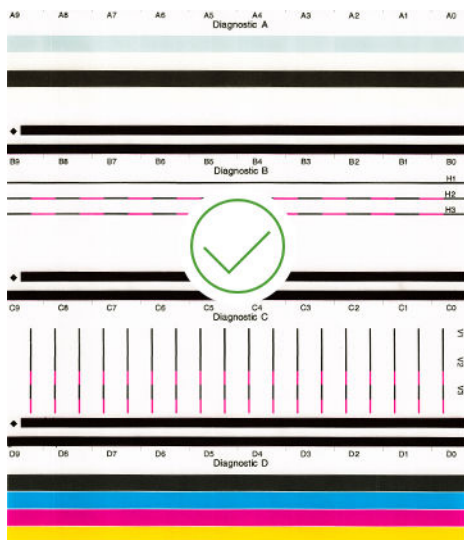 A9 A8 A7 A6 A5 A4 A3 A2 A1 A0
Diagnostic A
B9 B8 B7 B6 B5 B4 B3 B2 B1 B0
Diagnostic B
H1
H2
H3
C9 C8 C7 C6 C5 C4 C3 C2 C1 C0
Diagnostic C
V1
V2
V3
D9 D8 D7 D6 D5 D4 D3 D2 D1 D0
Diagnostic D